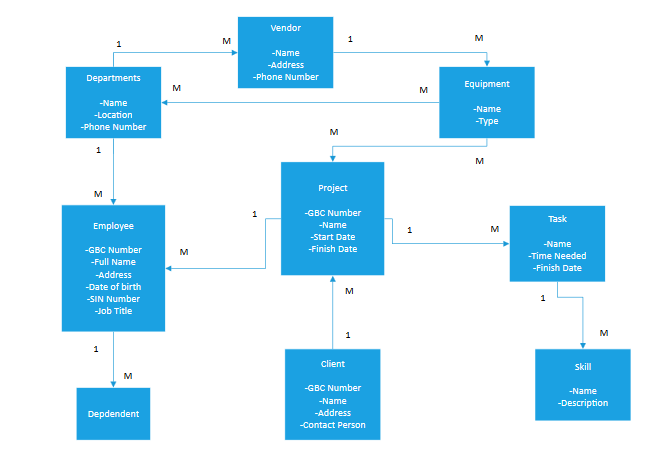 Vendor
-Name
-Address
-Phone Number
1
M
1
M
Departments
-Name
-Location
-Phone Number
M
M
Equipment
-Name
-Type
1
M
M
M
Project
-GBC Number
-Name
-Start Date
-Finish Date
1
M
1
M
Employee
-GBC Number
-Full Name
-Address
-Date of birth
-SIN Number
-Job Title
Task
-Name
-Time Needed
-Finish Date
M
1
1
M
1
M
Depdendent
Client
-GBC Number
-Name
-Address
-Contact Person
Skill
-Name
-Description